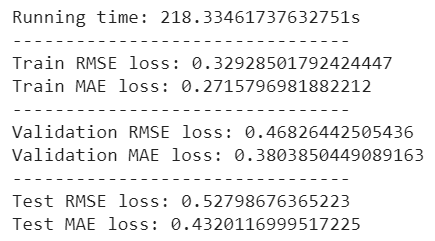 Running time: 218.33461737632751s
--------------------------------
Train RMSE loss: 0.32928501792424447
Train MAE loss: 0.2715796981882212
--------------------------------
Validation RMSE loss: 0.46826442505436
Validation MAE loss: 0.3803850449089163
--------------------------------
Test RMSE loss: 0.52798676365223
Test MAE loss: 0.4320116999517225